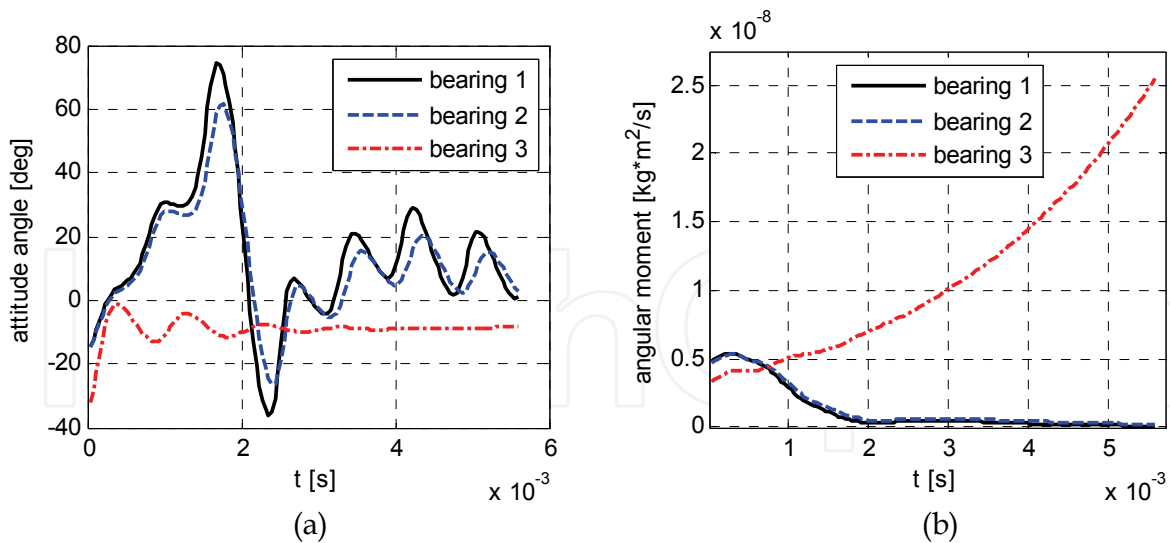 80
60
40
20
0
-20
-40
attitude angle [deg]
bearing 1
bearing 2
bearing 3
0 2 4 6
t [s]
x 10-3
(a)
x 10-8
2.5
2
1.5
1
0.5
0
angular moment [kg*m2/s]
bearing 1
bearing 2
bearing 3
1 2 3 4 5
t [s]
x 10-3
(b)